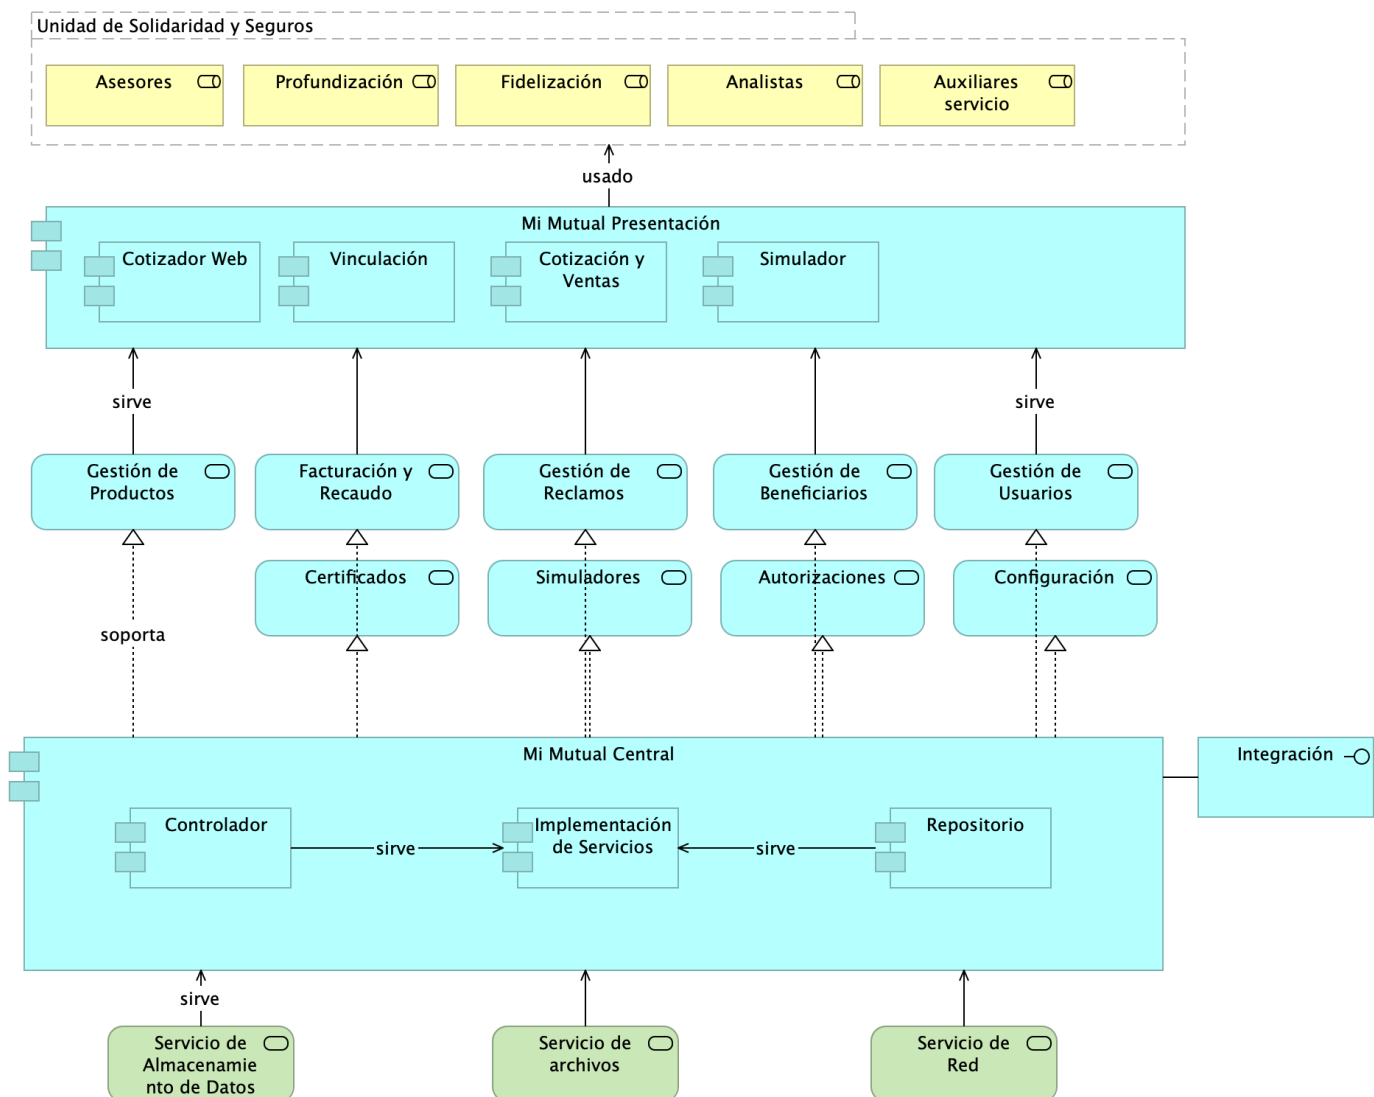 Unidad de Solidaridad y Seguros
Asesores
Profundización
Fidelización
Analistas
Auxiliares
servicio
usado
Mi Mutual Presentación
Cotizador Web
Vinculación
Cotización y
Ventas
Simulador
sirve
sirve
Gestión de
Productos
Facturación y
Recaudo
Gestión de
Reclamos
Gestión de
Beneficiarios
Gestión de
Usuarios
Certificados
Simuladores
Autorizaciones
Configuración
soporta
Mi Mutual Central
Integración
Controlador
sirve
Implementación
de Servicios
sirve
Repositorio
sirve
Servicio de
Almacenamie
nto de Datos
Servicio de
archivos
Servicio de
Red